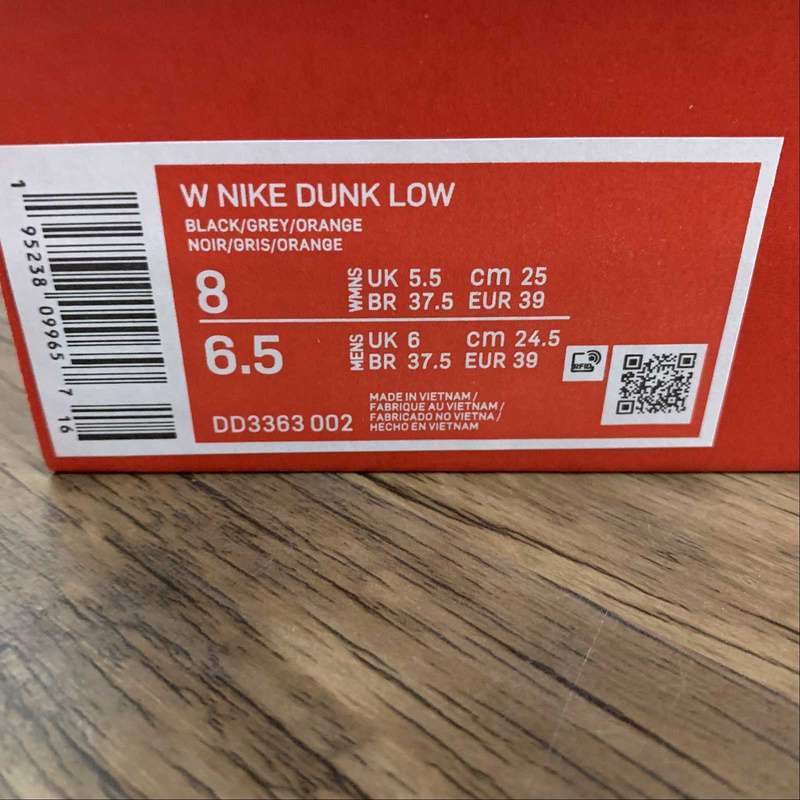 W NIKE DUNK LOW
BLACK/GREY/ORANGE
NOIR/GRIS/ORANGE
8 WMNS UK 5.5 cm 25
BR 37.5 EUR 39
6.5 MENS UK 6 cm 24.5
BR 37.5 EUR 39
RFID
DD3363 002
MADE IN VIETNAM /
FABRIQUE AU VIETNAM /
FABRICADO NO VIETNA /
HECHO EN VIETNAM
1 95238 09965 7 16